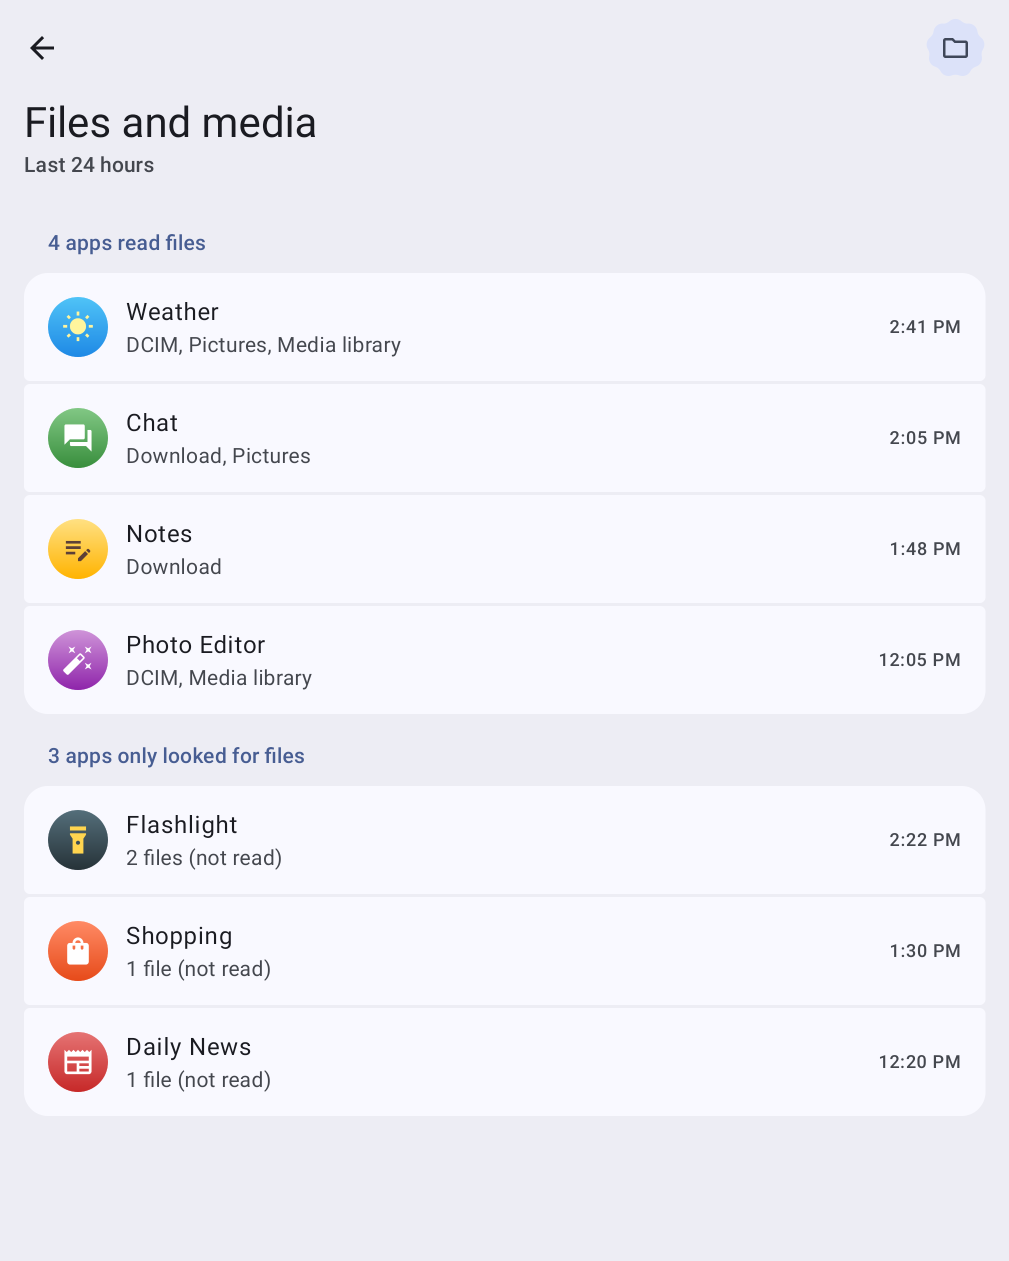 Files and media
Last 24 hours
4 apps read files
Weather
DCIM, Pictures, Media library
2:41 PM
Chat
Download, Pictures
2:05 PM
Notes
Download
1:48 PM
Photo Editor
DCIM, Media library
12:05 PM
3 apps only looked for files
Flashlight
2 files (not read)
2:22 PM
Shopping
1 file (not read)
1:30 PM
Daily News
1 file (not read)
12:20 PM